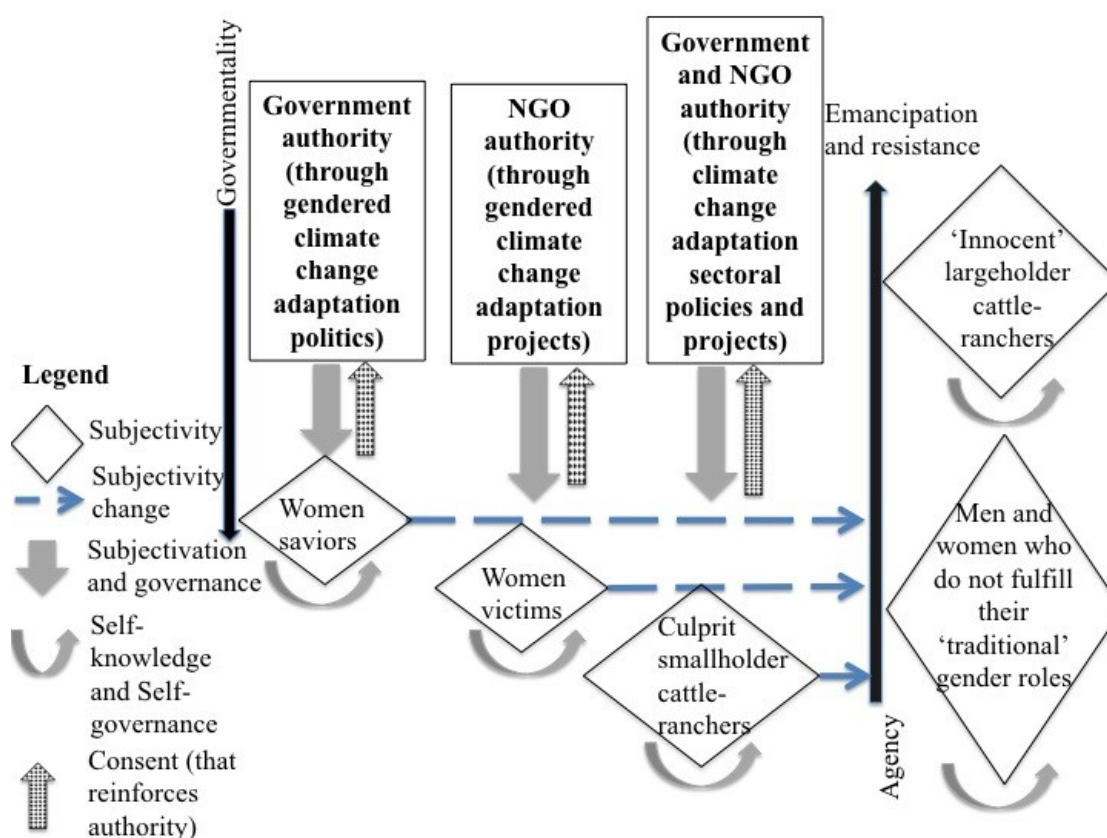 Governmentality
Government
authority
(through
gendered
climate
change
adaptation
politics)
NGO
authority
(through
gendered
climate
change
adaptation
projects)
Government
and NGO
authority
(through
climate
change
adaptation
sectoral
policies and
projects)
Emancipation
and resistance
‘Innocent’
largeholder
cattle-
ranchers
Legend
Subjectivity
Subjectivity
change
Subjectivation
and governance
Self-
knowledge
and Self-
governance
Consent (that
reinforces
authority)
Women
saviors
Women
victims
Culprit
smallholder
cattle-
ranchers
Agency
Men and
women who
do not fulfill
their
‘traditional’
gender roles